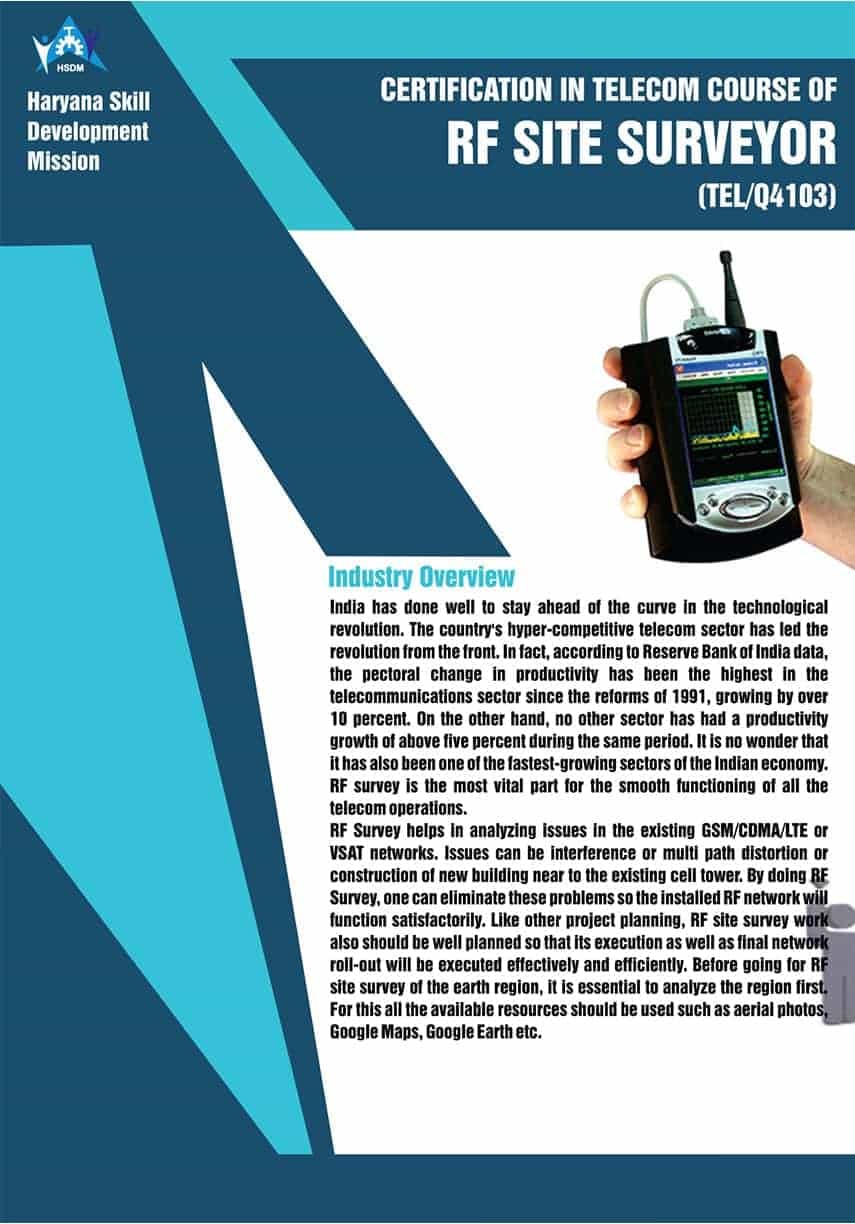 HSDM
Haryana Skill
Development
Mission
CERTIFICATION IN TELECOM COURSE OF
RF SITE SURVEYOR
(TEL/Q4103)
Industry Overview
India has done well to stay ahead of the curve in the technological
revolution. The country's hyper-competitive telecom sector has led the
revolution from the front. In fact, according to Reserve Bank of India data,
the pectoral change in productivity has been the highest in the
telecommunications sector since the reforms of 1991, growing by over
10 percent. On the other hand, no other sector has had a productivity
growth of above five percent during the same period. It is no wonder that
it has also been one of the fastest-growing sectors of the Indian economy.
RF survey is the most vital part for the smooth functioning of all the
telecom operations.
RF Survey helps in analyzing issues in the existing GSM/CDMA/LTE or
VSAT networks. Issues can be interference or multi path distortion or
construction of new building near to the existing cell tower. By doing RF
Survey, one can eliminate these problems so the installed RF network will
function satisfactorily. Like other project planning, RF site survey work
also should be well planned so that its execution as well as final network
roll-out will be executed effectively and efficiently. Before going for RF
site survey of the earth region, it is essential to analyze the region first.
For this all the available resources should be used such as aerial photos,
Google Maps, Google Earth etc.